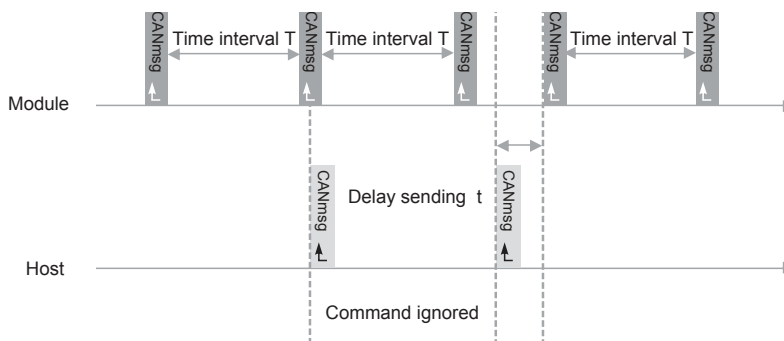 CANmsg
Time interval T
CANmsg
Time interval T
CANmsg
CANmsg
Time interval T
CANmsg
Module
CANmsg
Delay sending t
CANmsg
Host
Command ignored